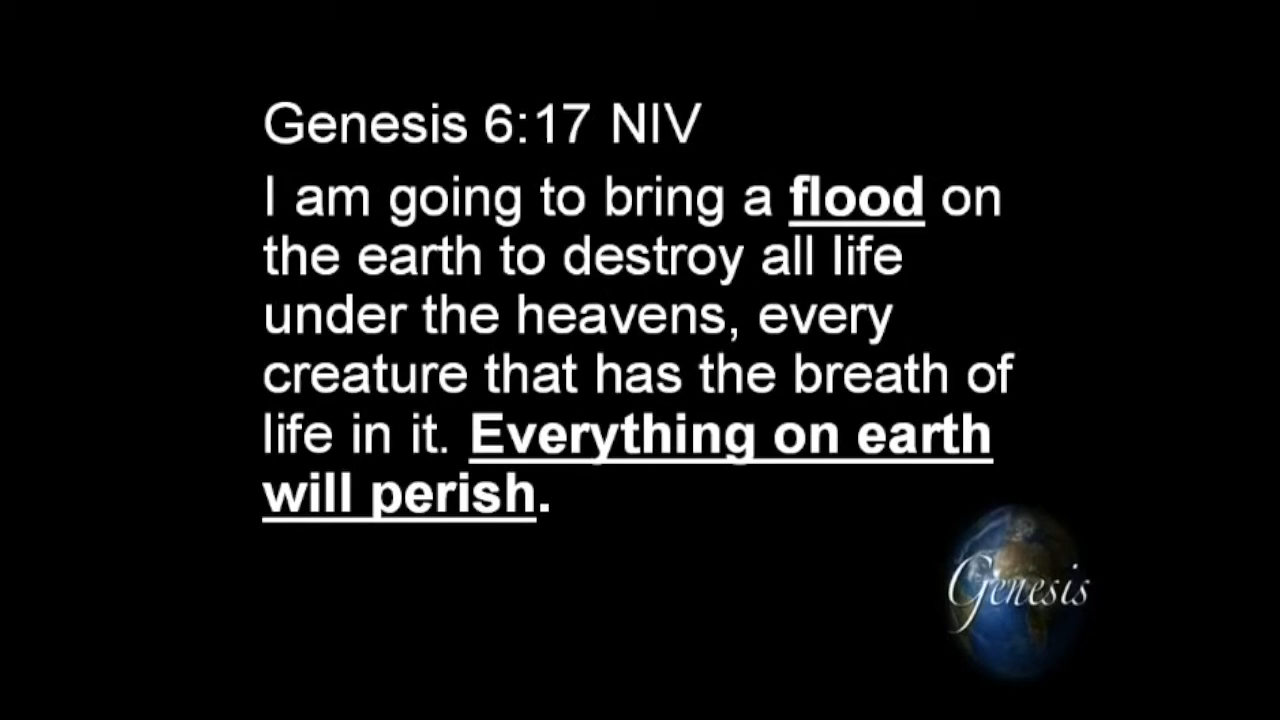 Genesis 6:17 NIV
I am going to bring a flood on
the earth to destroy all life
under the heavens, every
creature that has the breath of
life in it. Everything on earth
will perish.
Genesis